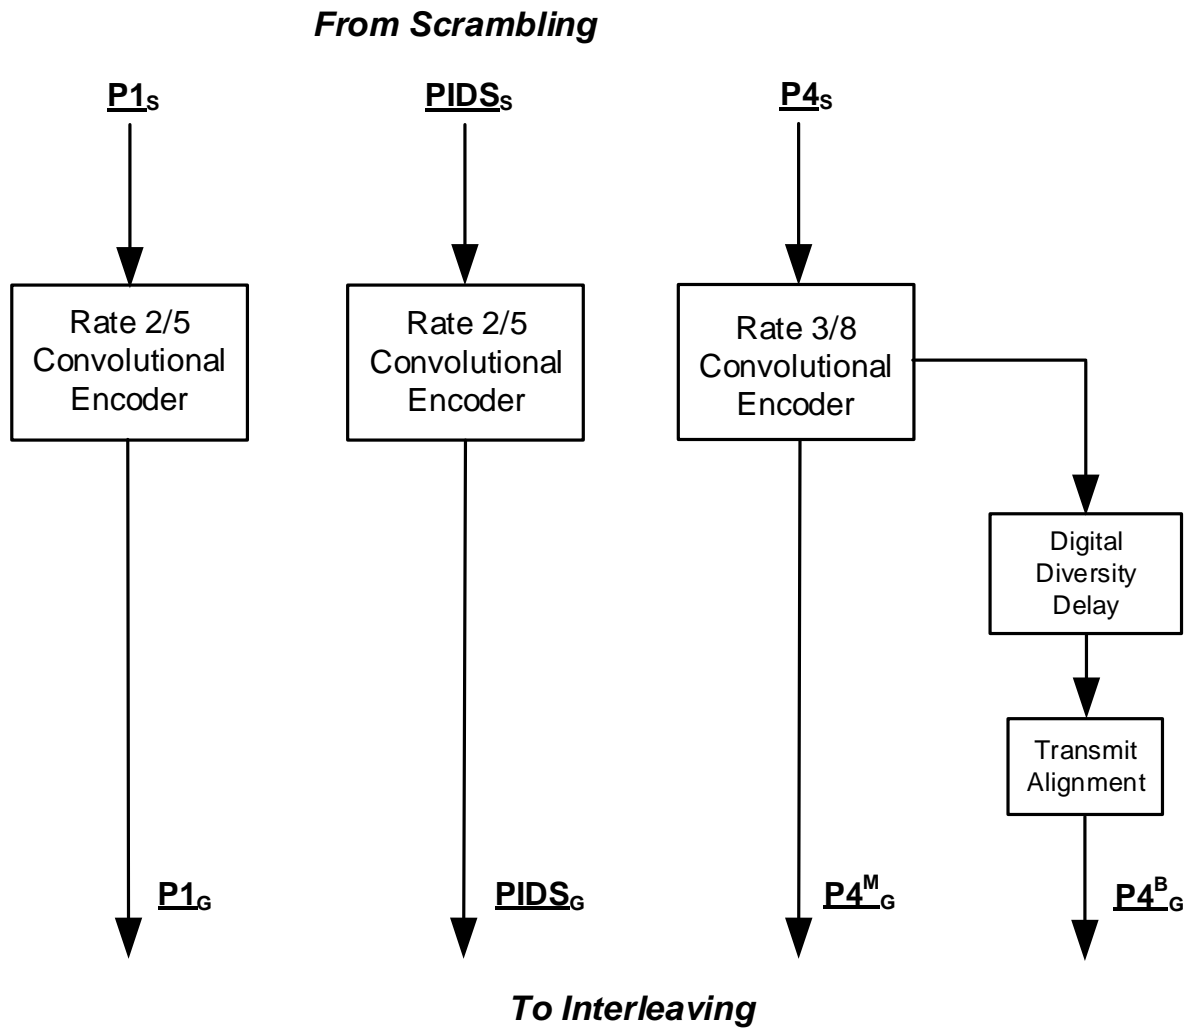 From Scrambling
P1S
PIDSS
P4S
Rate 2/5
Convolutional
Encoder
Rate 2/5
Convolutional
Encoder
Rate 3/8
Convolutional
Encoder
Digital
Diversity
Delay
Transmit
Alignment
P1G
PIDSG
P4MG
P4BG
To Interleaving